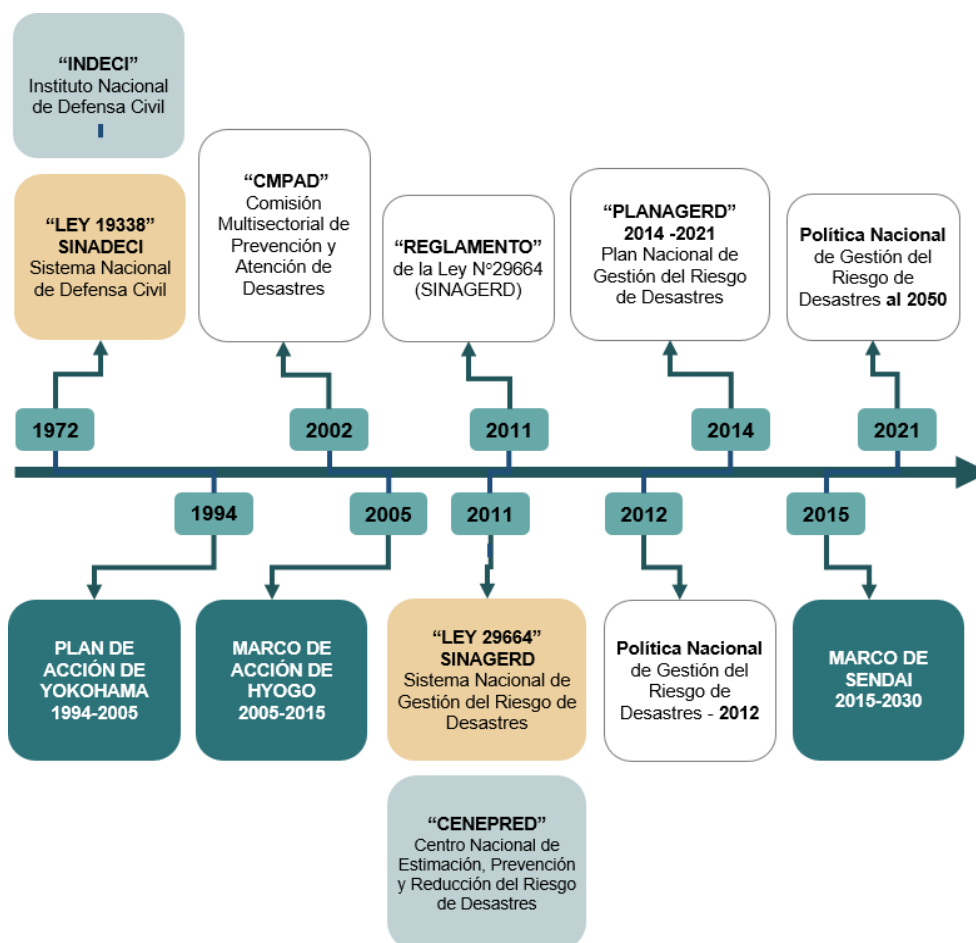 “INDECI”
Instituto Nacional
de Defensa Civil
“LEY 19338”
SINADECI
Sistema Nacional
de Defensa Civil
“CMPAD”
Comisión
Multisectorial de
Prevención y
Atención de
Desastres
“REGLAMENTO”
de la Ley N°29664
(SINAGERD)
“PLANAGERD”
2014 -2021
Plan Nacional de
Gestión del Riesgo
de Desastres
Política Nacional
de Gestión del
Riesgo de
Desastres al 2050
1972
2002
2011
2014
2021
1994
2005
2011
2012
2015
PLAN DE
ACCIÓN DE
YOKOHAMA
1994-2005
MARCO DE
ACCIÓN DE
HYOGO
2005-2015
“LEY 29664”
SINAGERD
Sistema Nacional de
Gestión del Riesgo de
Desastres
Política Nacional
de Gestión del
Riesgo de
Desastres - 2012
MARCO DE
SENDAI
2015-2030
“CENEPRED”
Centro Nacional de
Estimación, Prevención
y Reducción del Riesgo
de Desastres